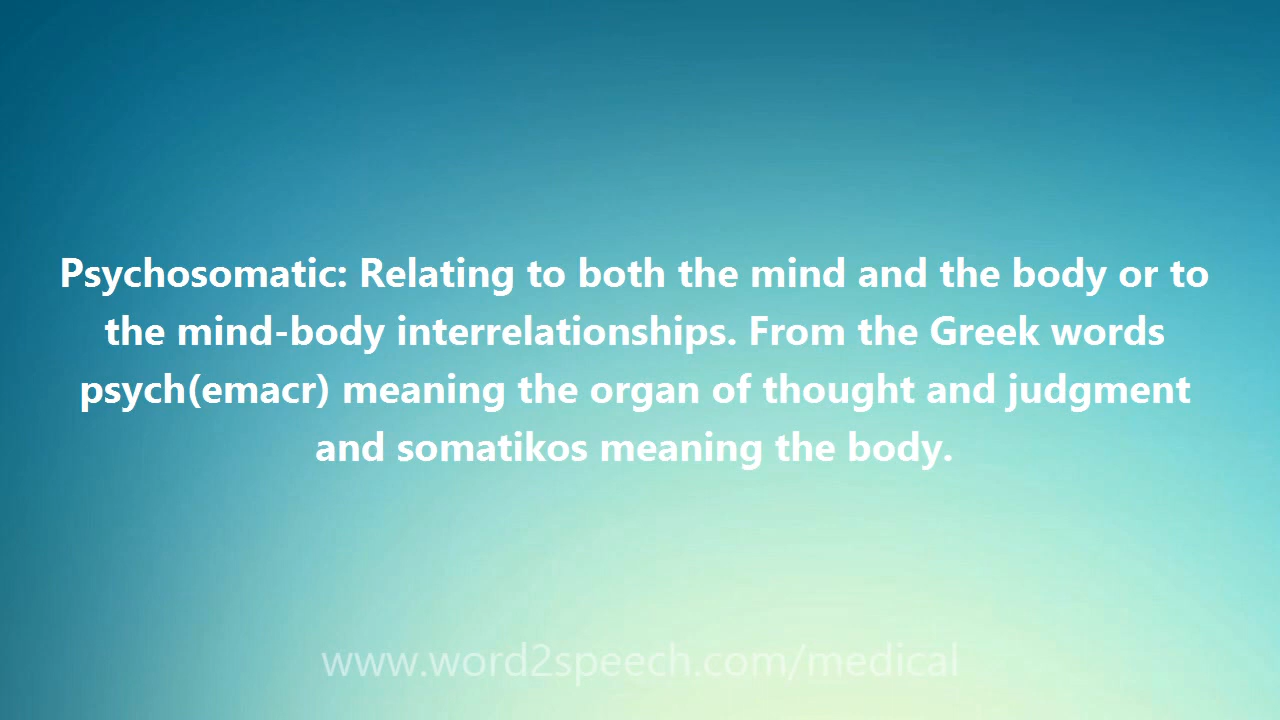 Psychosomatic: Relating to both the mind and the body or to
the mind-body interrelationships. From the Greek words
psych(emacr) meaning the organ of thought and judgment
and somatikos meaning the body.
www.word2speech.com/medical